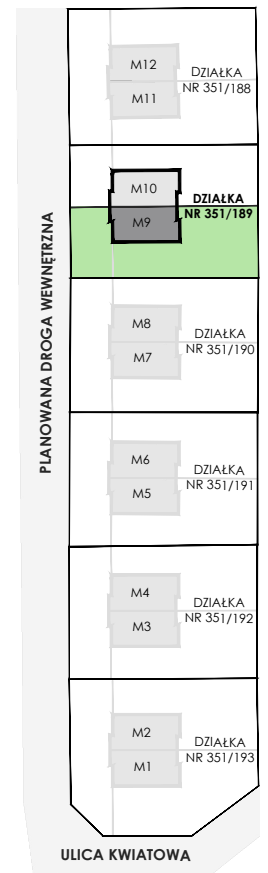 M12
M11
DZIAŁKA
NR 351/188
M10
M9
DZIAŁKA
NR 351/189
PLANOWANA DROGA WEWNĘTRZNA
M8
M7
DZIAŁKA
NR 351/190
M6
M5
DZIAŁKA
NR 351/191
M4
M3
DZIAŁKA
NR 351/192
M2
M1
DZIAŁKA
NR 351/193
ULICA KWIATOWA